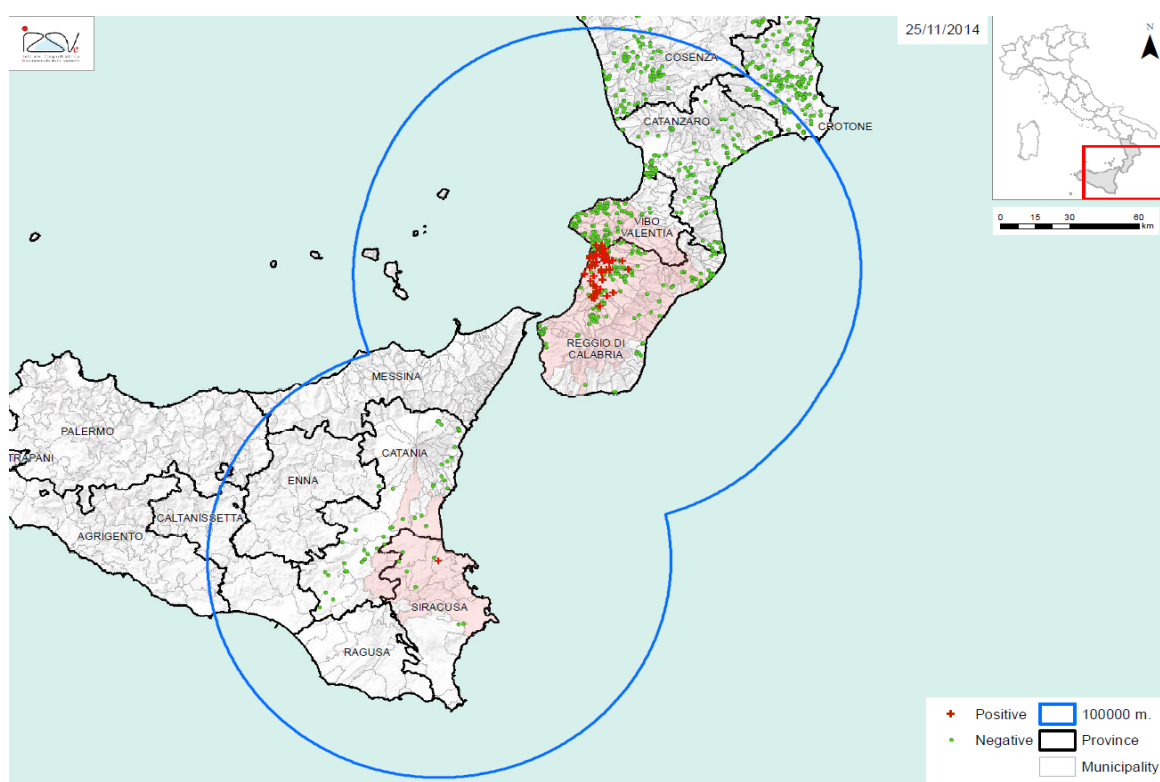 25/11/2014
N
COSENZA
CATANZARO
CROTONE
0 15 30 60
km
VIBO
VALENTIA
REGGIO DI
CALABRIA
MESSINA
PALERMO
TRAPANI
CATANIA
ENNA
CALTANISSETTA
AGRIGENTO
SIRACUSA
RAGUSA
Positive
100000 m.
Negative
Province
Municipality